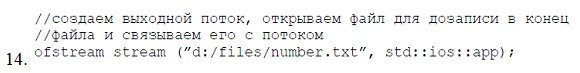 //создаем выходной поток, открываем файл для дозаписи в конец
//файла и связываем его с потоком
14. ofstream stream (”d:/files/number.txt”, std::ios::app);